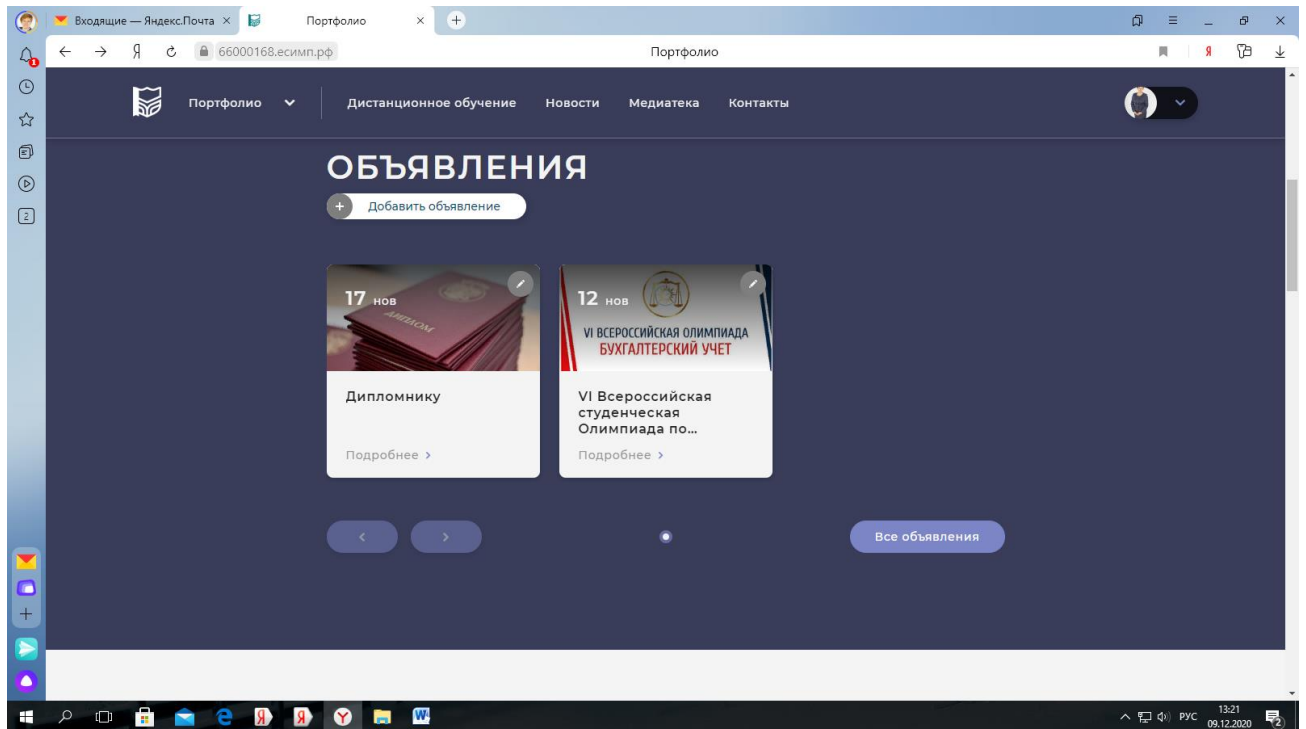 Входящие — Яндекс.Почта
Портфолио
66000168.есимп.рф
Портфолио
Портфолио
Дистанционное обучение
Новости
Медиатека
Контакты
ОБЪЯВЛЕНИЯ
+ Добавить объявление
17 нов
ДИПЛОМ
Дипломнику
Подробнее >
12 нов
VI ВСЕРОССИЙСКАЯ ОЛИМПИАДА
БУХГАЛТЕРСКИЙ УЧЕТ
VI Всероссийская
студенческая
Олимпиада по...
Подробнее >
Все объявления
РУС
13:21
09.12.2020
2